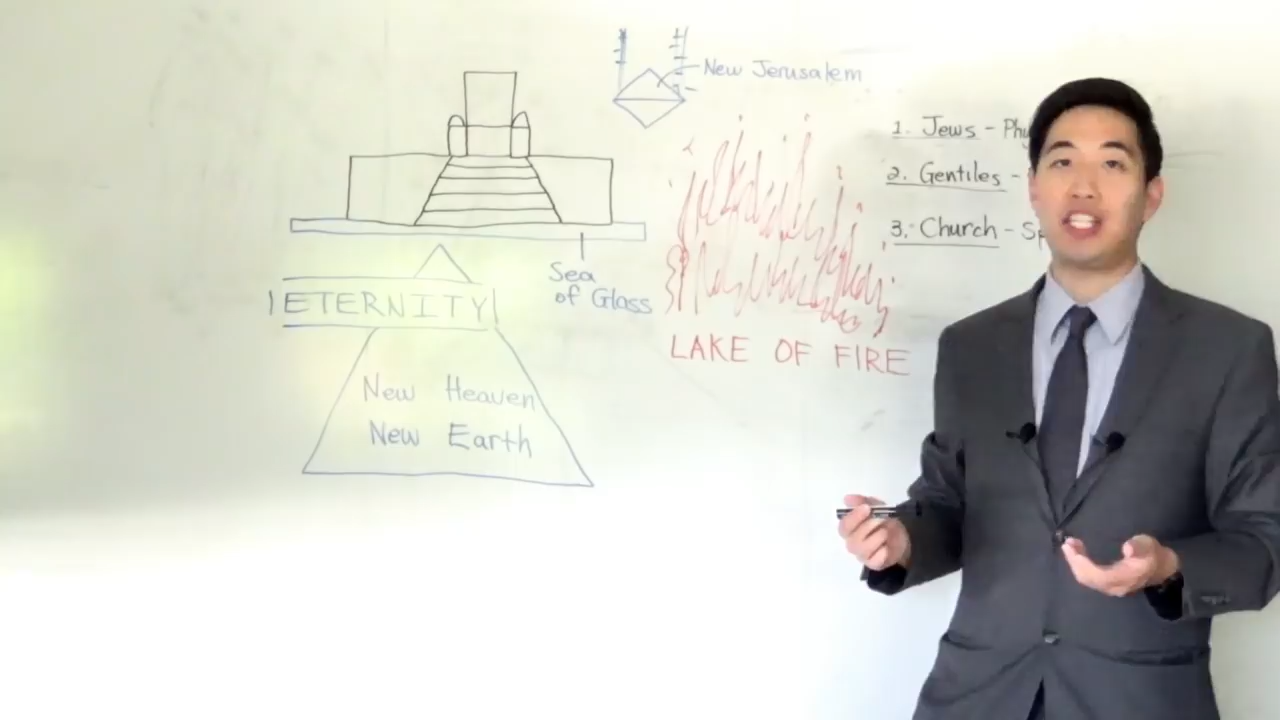 New Jerusalem
1. Jews -
2. Gentiles -
3. Church -
Sea
of Glass
ETERNITY
LAKE OF FIRE
New Heaven
New Earth